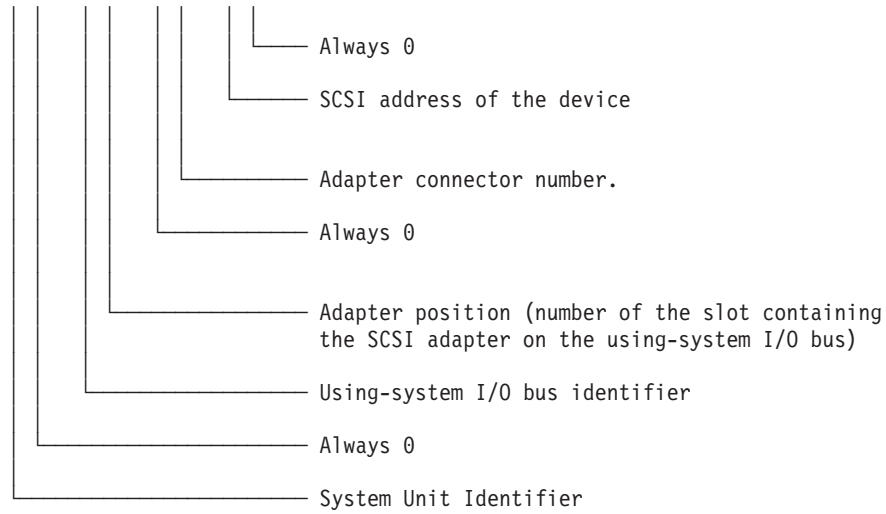 Always 0
SCSI address of the device
Adapter connector number.
Always 0
Adapter position (number of the slot containing
the SCSI adapter on the using-system I/O bus)
Using-system I/O bus identifier
Always 0
System Unit Identifier